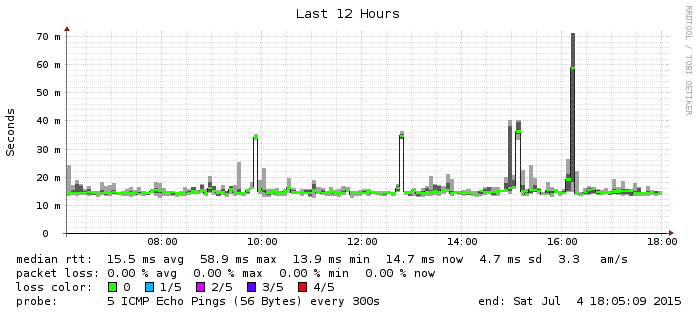 Last 12 Hours
RRDTOOL / TOBI OETIKER
Seconds
70 m
60 m
50 m
40 m
30 m
20 m
10 m
0
08:00 10:00 12:00 14:00 16:00 18:00
median rtt: 15.5 ms avg 58.9 ms max 13.9 ms min 14.7 ms now 4.7 ms sd 3.3 am/s
packet loss: 0.00 % avg 0.00 % max 0.00 % min 0.00 % now
loss color: 0 1/5 2/5 3/5 4/5
probe: 5 ICMP Echo Pings (56 Bytes) every 300s end: Sat Jul 4 18:05:09 2015